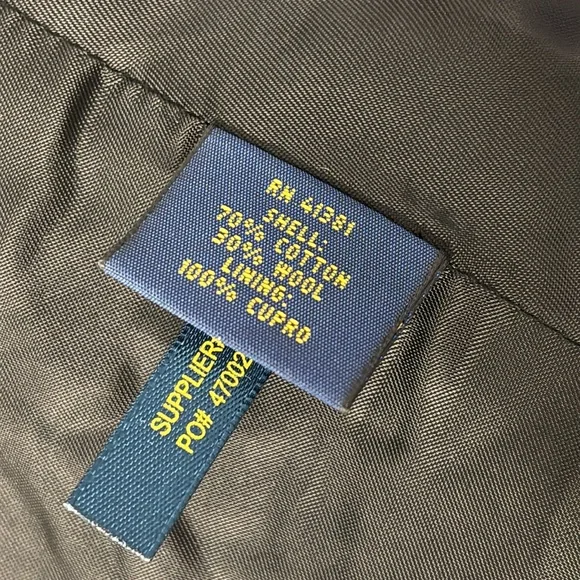 RN 41381
SHELL:
70% COTTON
30% WOOL
LINING:
100% CUPRO
SUPPLIER#
PO# 47002